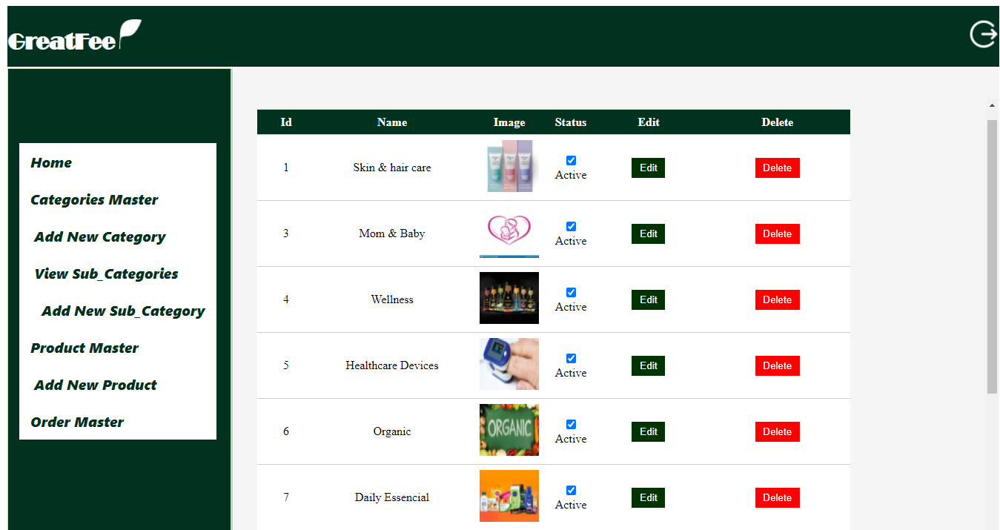 GreatFee
Home
Categories Master
Add New Category
View Sub_Categories
Add New Sub_Category
Product Master
Add New Product
Order Master
Id Name Image Status Edit Delete
1 Skin & hair care Active Edit Delete
3 Mom & Baby Active Edit Delete
4 Wellness Active Edit Delete
5 Healthcare Devices Active Edit Delete
6 Organic ORGANIC Active Edit Delete
7 Daily Essencial Active Edit Delete